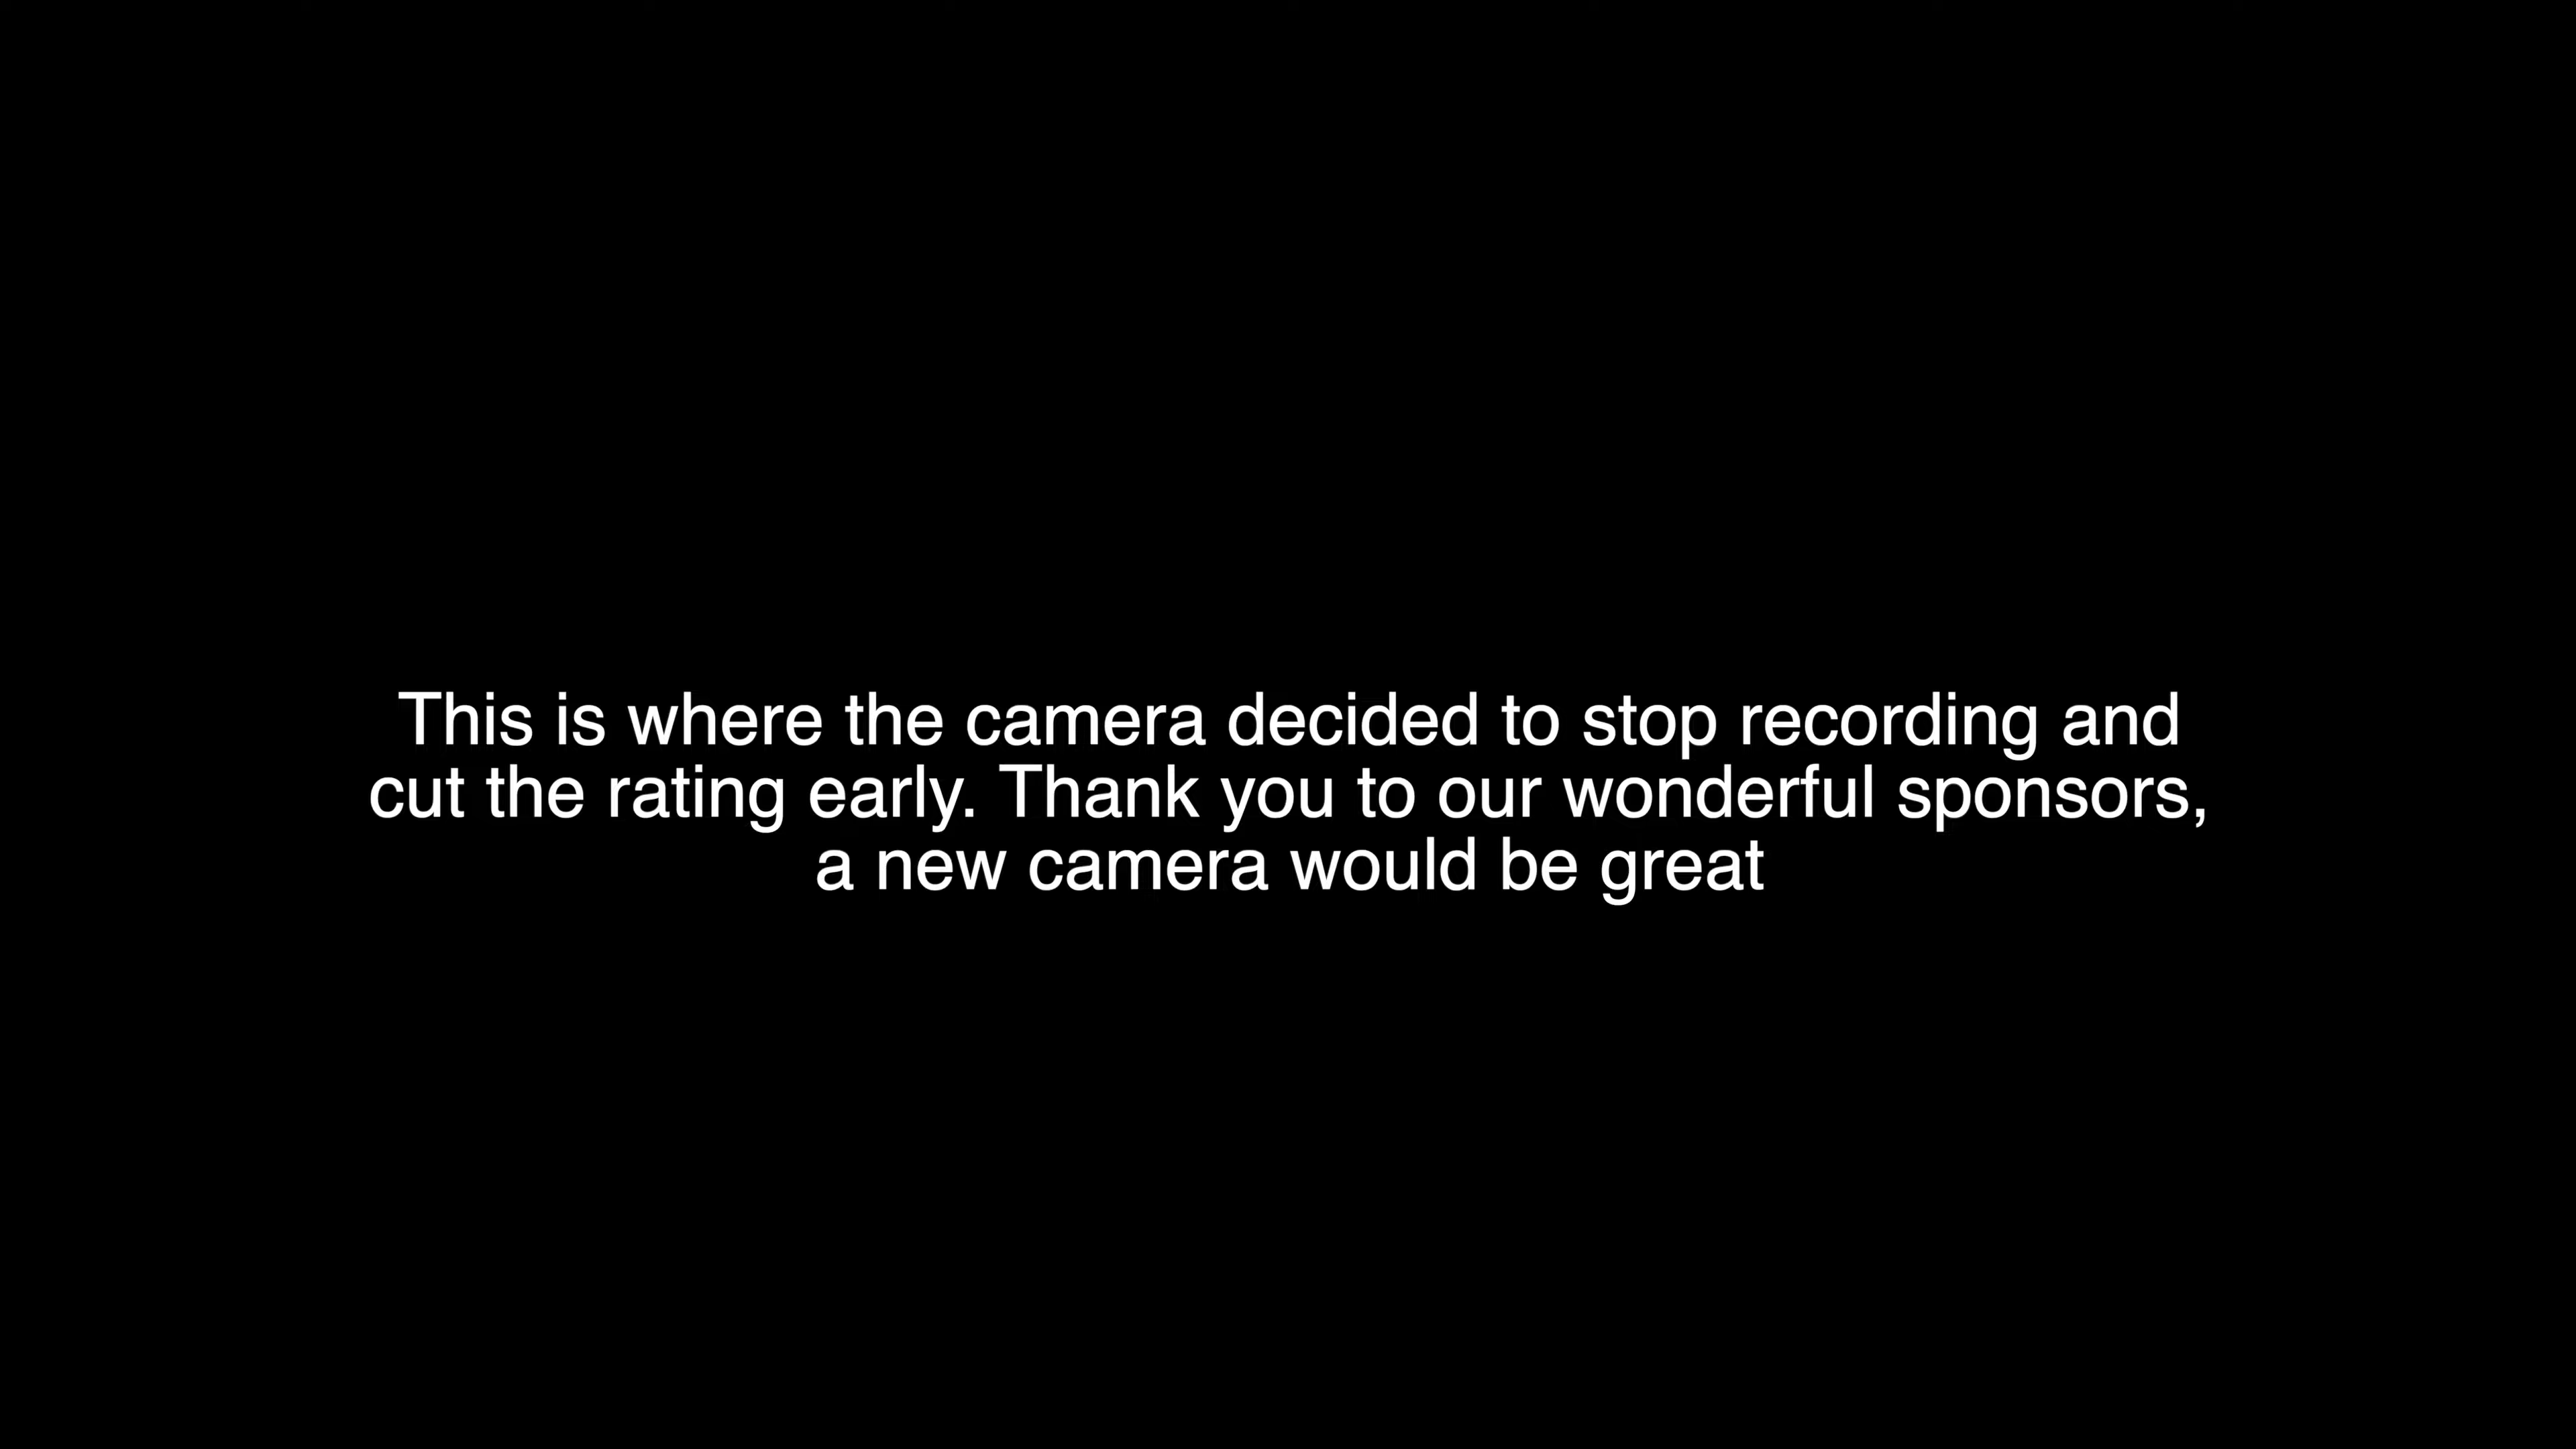 This is where the camera decided to stop recording and
cut the rating early. Thank you to our wonderful sponsors,
a new camera would be great